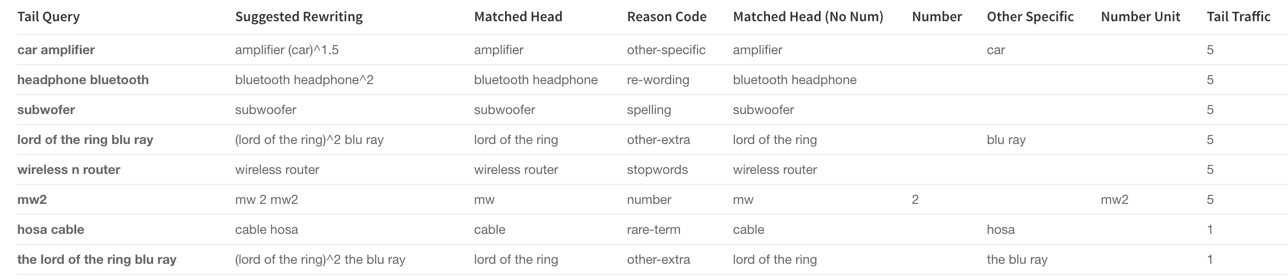 Tail Query Suggested Rewriting Matched Head Reason Code Matched Head (No Num) Number Other Specific Number Unit Tail Traffic
car amplifier amplifier (car)^1.5 amplifier other-specific amplifier car 5
headphone bluetooth bluetooth headphone^2 bluetooth headphone re-wording bluetooth headphone 5
subwofer subwoofer subwoofer spelling subwoofer 5
lord of the ring blu ray (lord of the ring)^2 blu ray lord of the ring other-extra lord of the ring blu ray 5
wireless n router wireless router wireless router stopwords wireless router 5
mw2 mw 2 mw2 mw number mw 2 mw2 5
hosa cable cable hosa cable rare-term cable hosa 1
the lord of the ring blu ray (lord of the ring)^2 the blu ray lord of the ring other-extra lord of the ring the blu ray 1